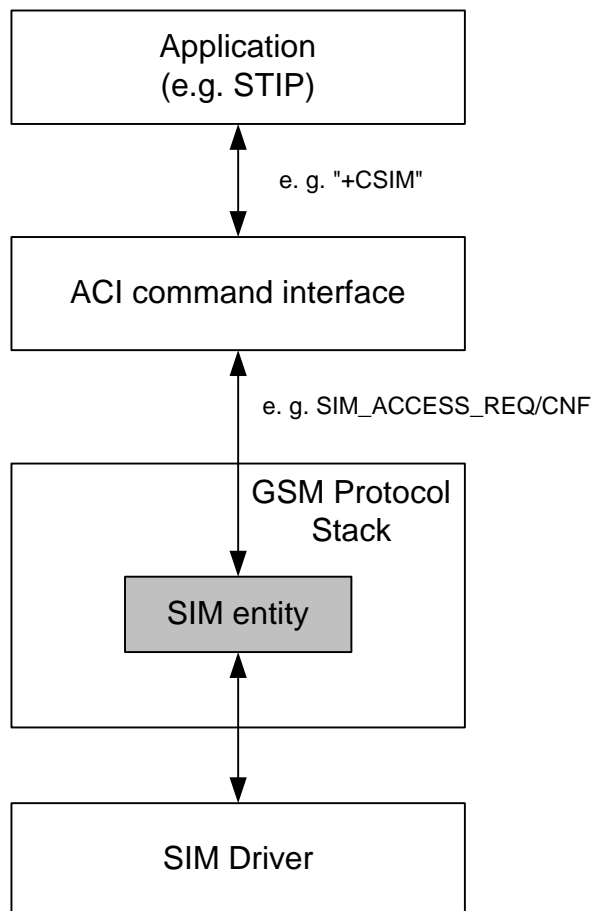 Application
(e.g. STIP)
e. g. "+CSIM"
ACI command interface
e. g. SIM_ACCESS_REQ/CNF
GSM Protocol
Stack
SIM entity
SIM Driver